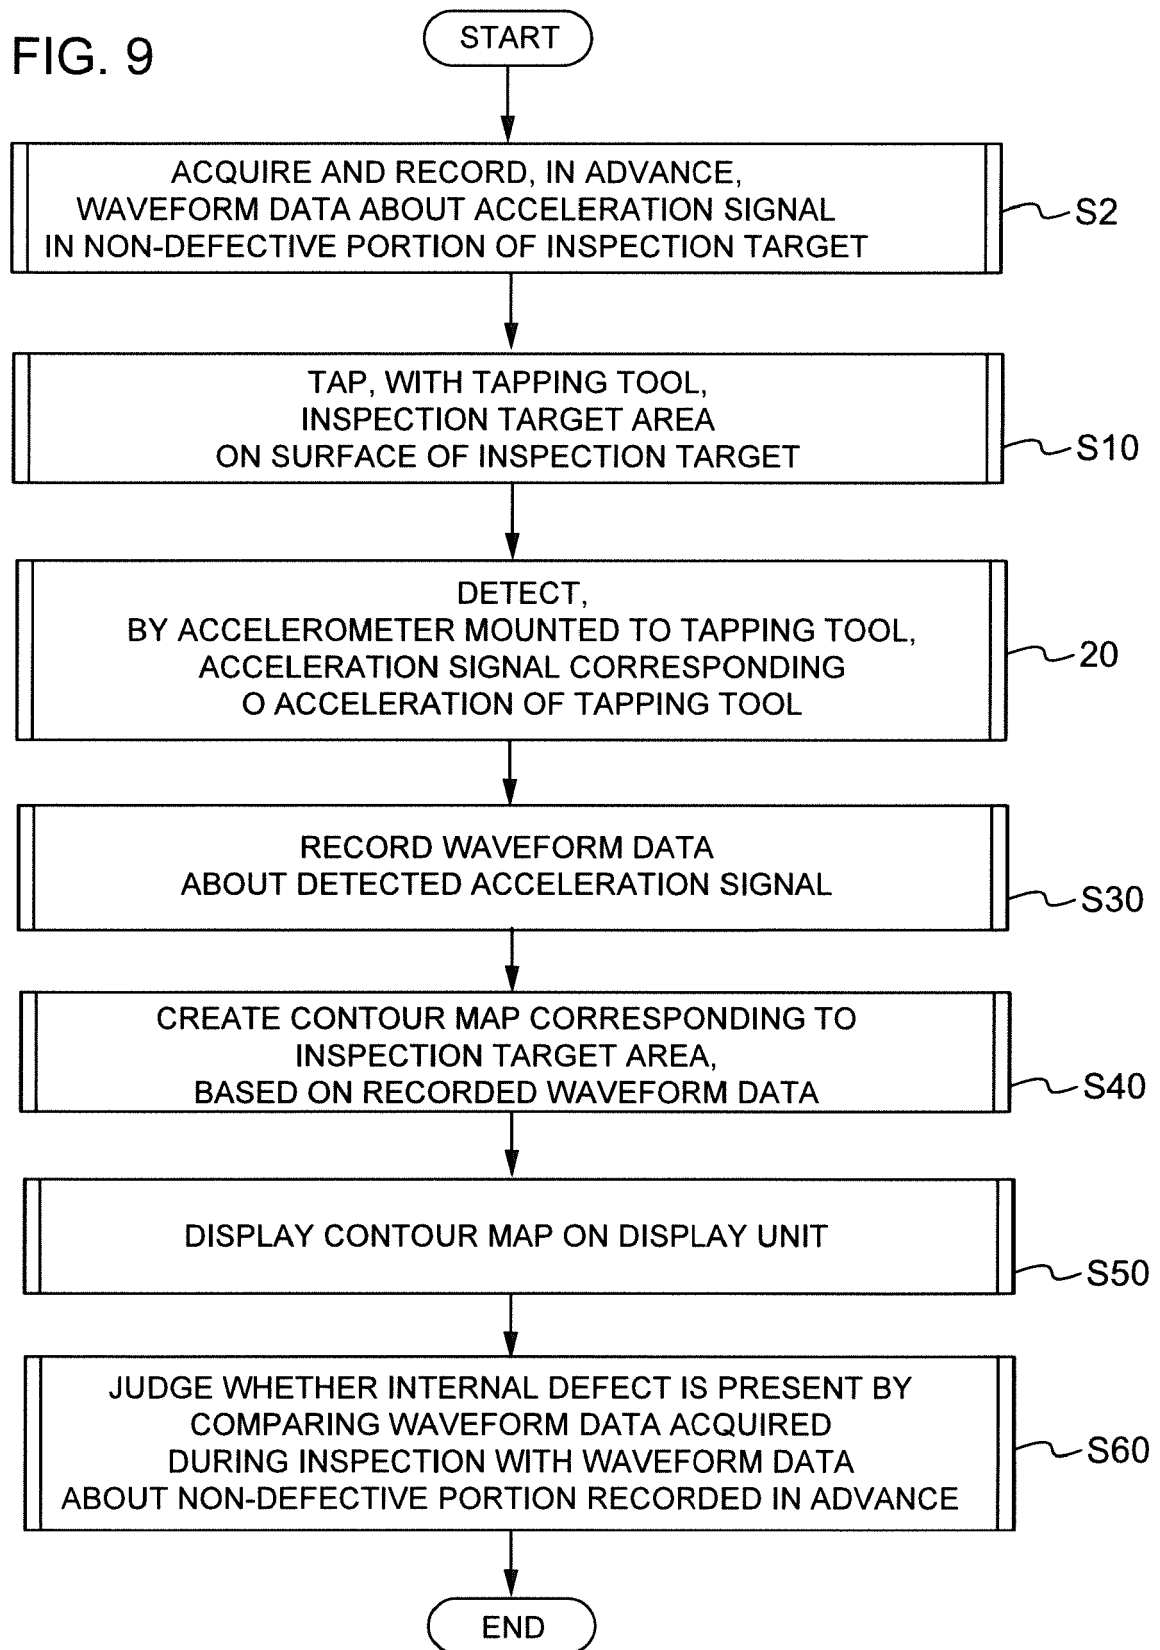 FIG. 9
START
ACQUIRE AND RECORD, IN ADVANCE,
WAVEFORM DATA ABOUT ACCELERATION SIGNAL
IN NON-DEFECTIVE PORTION OF INSPECTION TARGET
S2
TAP, WITH TAPPING TOOL,
INSPECTION TARGET AREA
ON SURFACE OF INSPECTION TARGET
S10
DETECT,
BY ACCELEROMETER MOUNTED TO TAPPING TOOL,
ACCELERATION SIGNAL CORRESPONDING
O ACCELERATION OF TAPPING TOOL
20
RECORD WAVEFORM DATA
ABOUT DETECTED ACCELERATION SIGNAL
S30
CREATE CONTOUR MAP CORRESPONDING TO
INSPECTION TARGET AREA,
BASED ON RECORDED WAVEFORM DATA
S40
DISPLAY CONTOUR MAP ON DISPLAY UNIT
S50
JUDGE WHETHER INTERNAL DEFECT IS PRESENT BY
COMPARING WAVEFORM DATA ACQUIRED
DURING INSPECTION WITH WAVEFORM DATA
ABOUT NON-DEFECTIVE PORTION RECORDED IN ADVANCE
S60
END